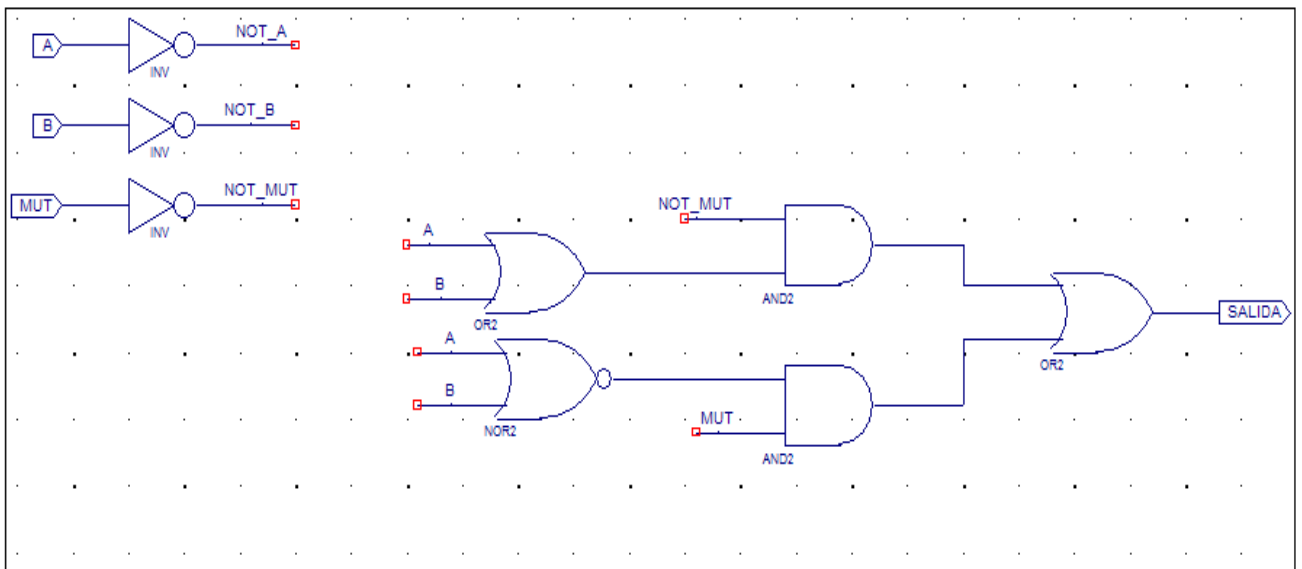 A
NOT_A
INV
B
NOT_B
INV
MUT
NOT_MUT
INV
NOT_MUT
A
B
OR2
AND2
A
B
NOR2
MUT
AND2
OR2
SALIDA